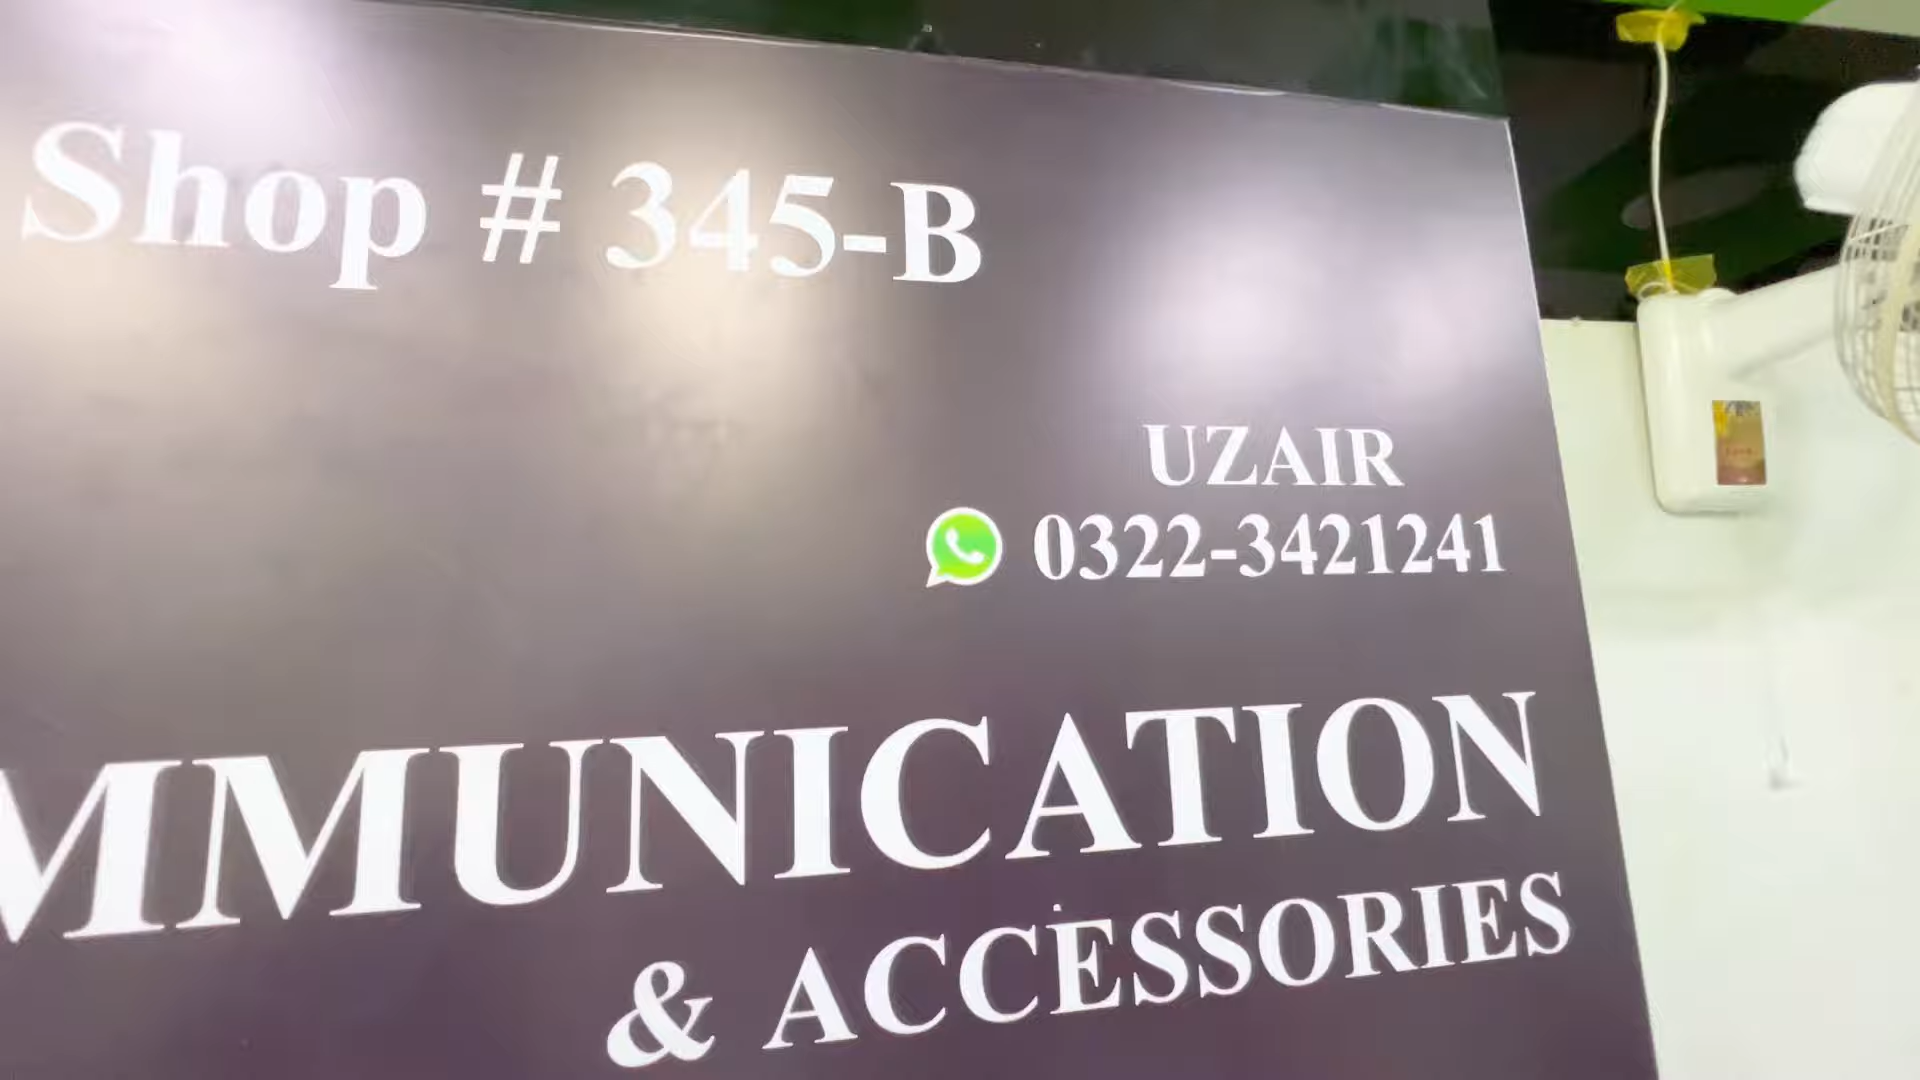 Shop # 345-B
UZAIR
0322-3421241
MMUNICATION
& ACCESSORIES